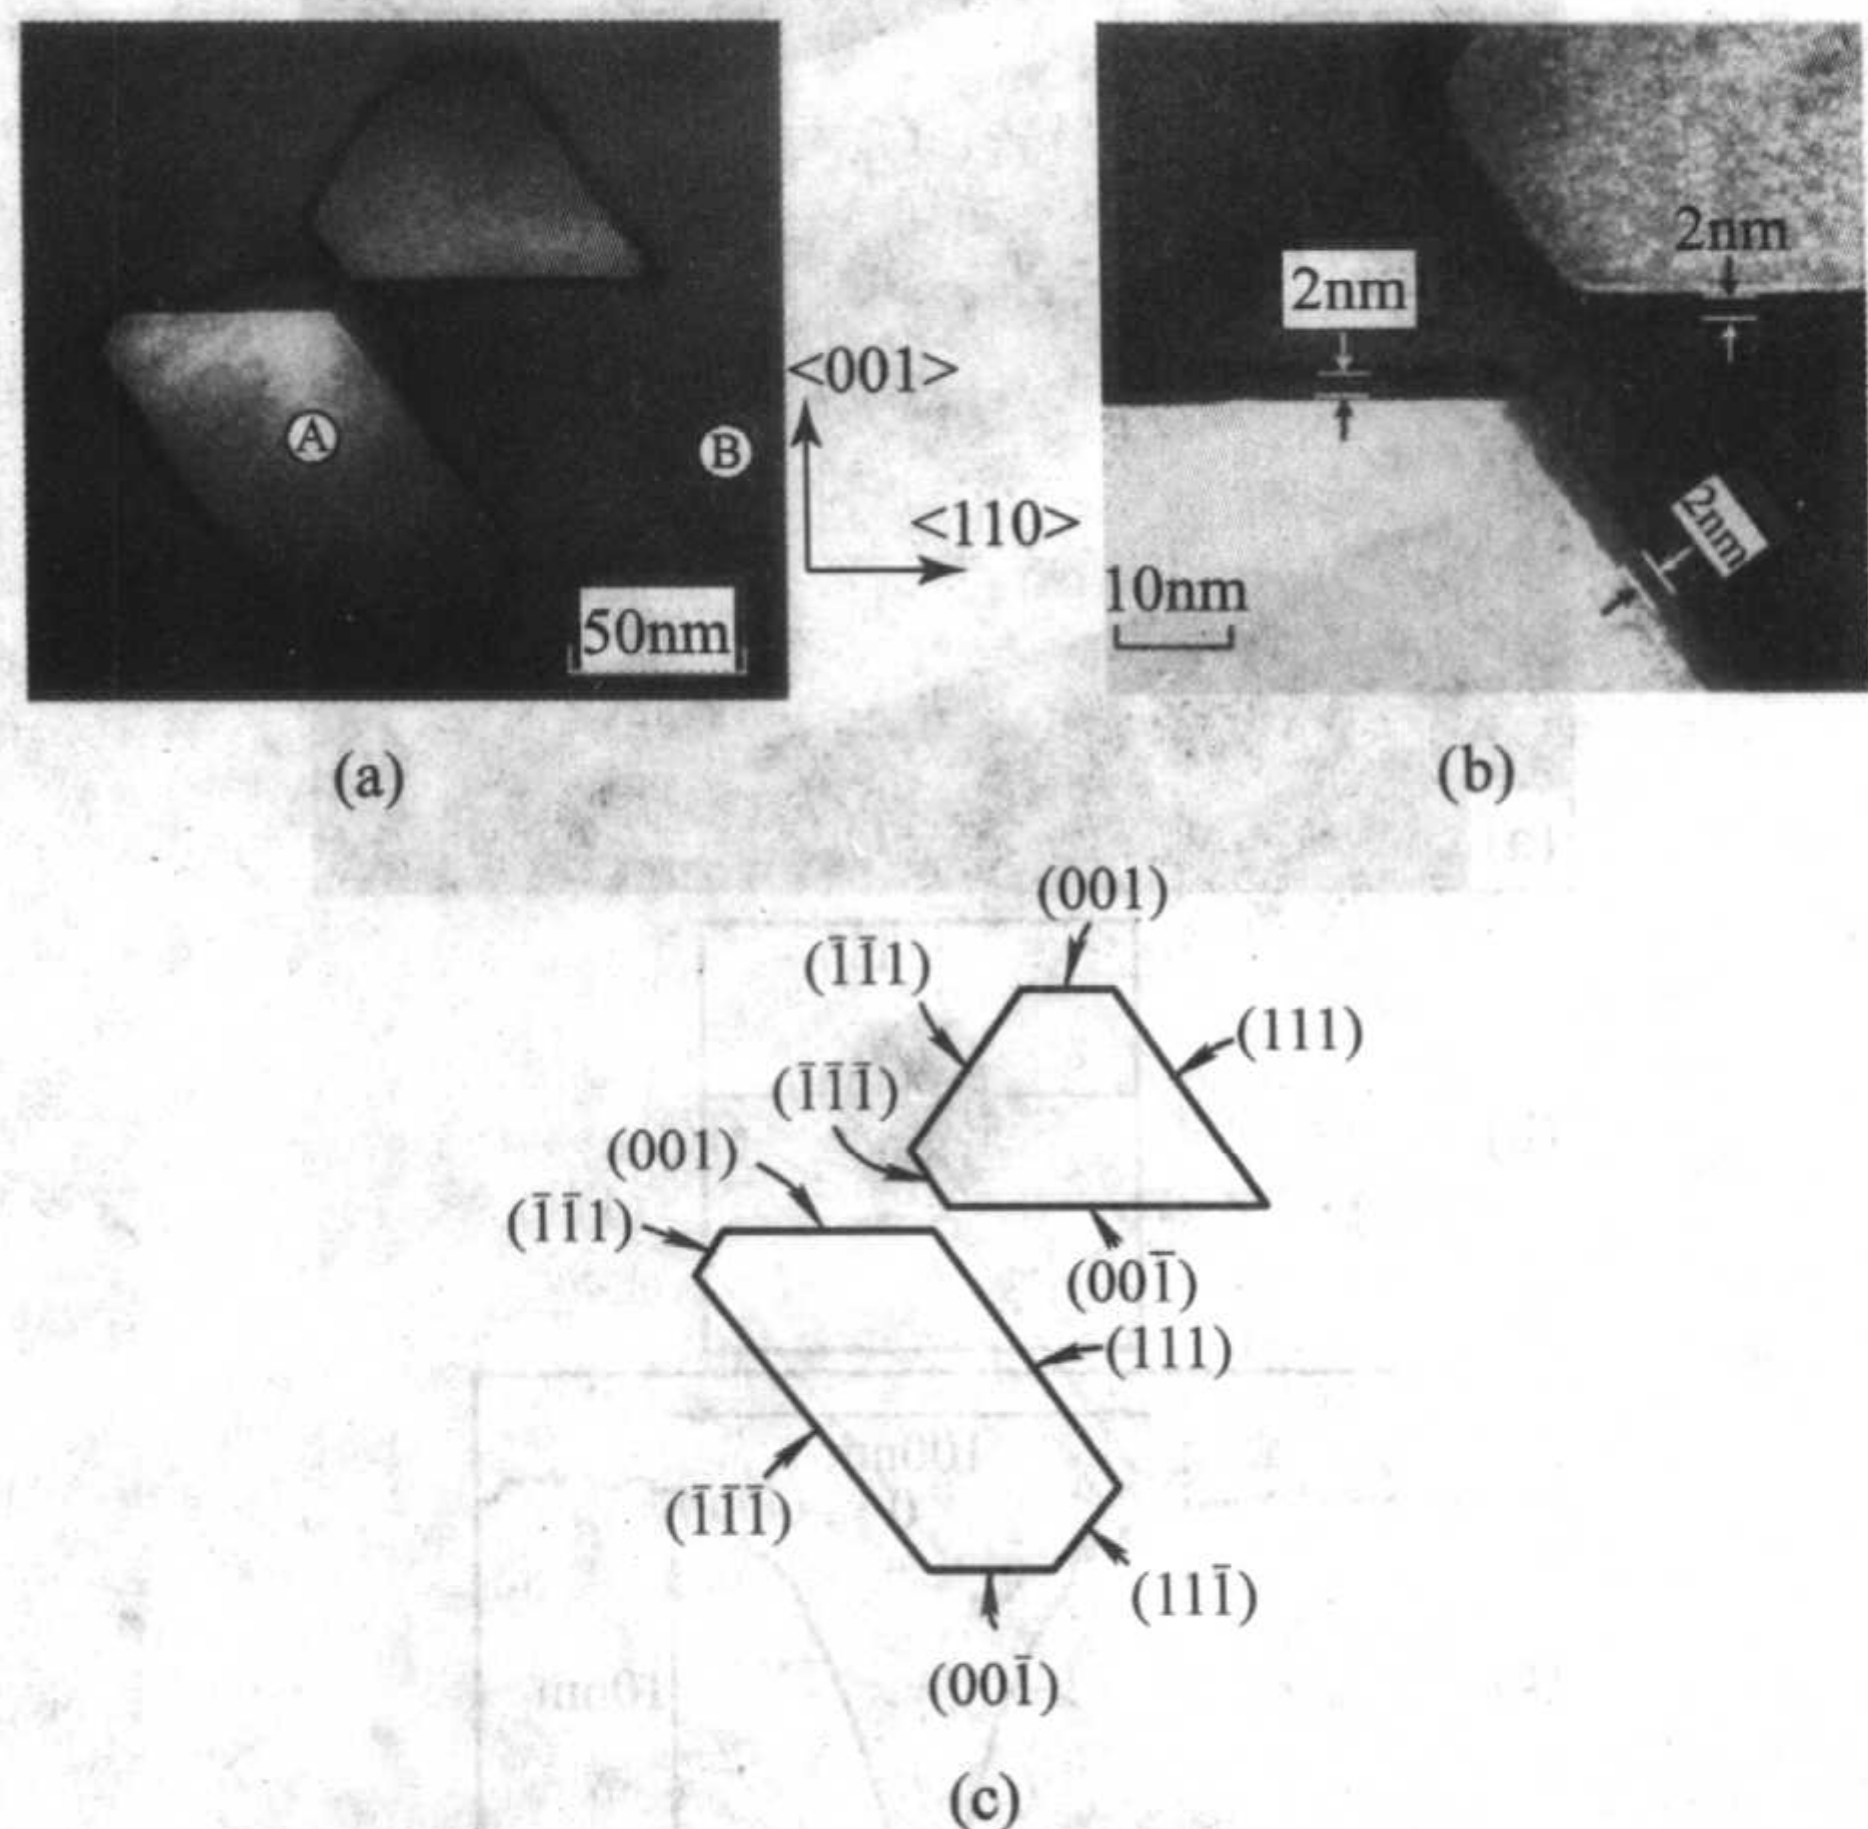 A
B
50nm
<001>
<110>
(a)
2nm
2nm
2nm
10nm
(b)
(001)
(1̄1̄1)
(111)
(1̄1̄1̄)
(001)
(1̄1̄1)
(001̄)
(111)
(1̄1̄1̄)
(111̄)
(001̄)
(c)